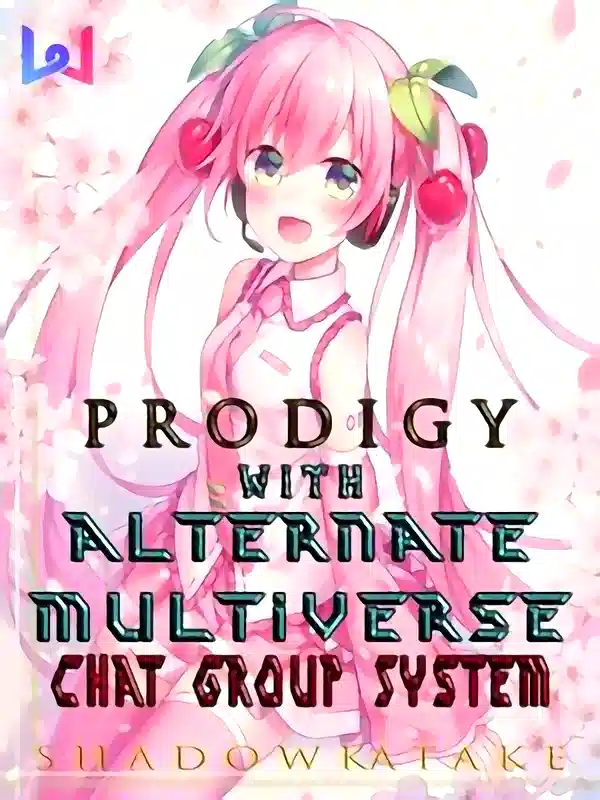 PRODIGY
WITH
ALTERNATE
MULTIVERSE
CHAT GROUP SYSTEM
SHADOWKATAKE